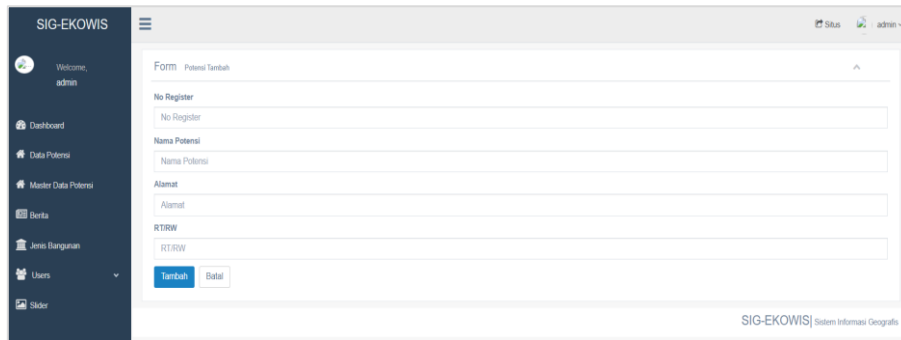 SIG-EKOWIS
Situs
admin
Welcome,
admin
Dashboard
Data Potensi
Master Data Potensi
Berita
Jenis Bangunan
Users
Slider
Form Potensi Tambah
No Register
No Register
Nama Potensi
Nama Potensi
Alamat
Alamat
RT/RW
RT/RW
Tambah Batal
SIG-EKOWIS| Sistem Informasi Geografis